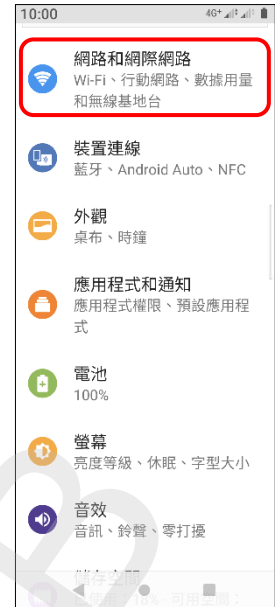 10:00 4G+
網路和網際網路
Wi-Fi、行動網路、數據用量
和無線基地台
裝置連線
藍牙、Android Auto、NFC
外觀
桌布、時鐘
應用程式和通知
應用程式權限、預設應用程
式
電池
100%
螢幕
亮度等級、休眠、字型大小
音效
音訊、鈴聲、零打擾
儲存空間